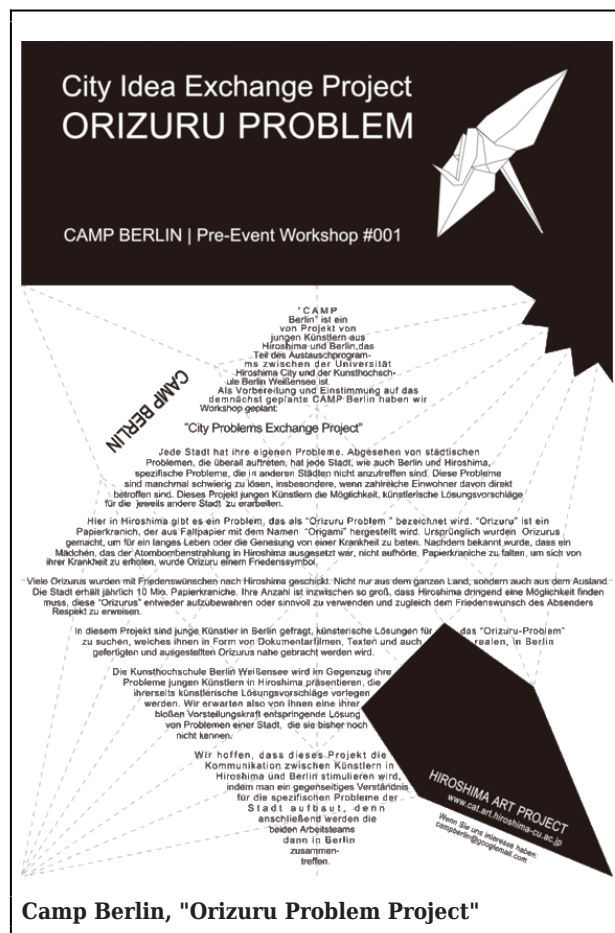 City Idea Exchange Project
ORIZURU PROBLEM
CAMP BERLIN | Pre-Event Workshop #001
"CAMP
Berlin" ist ein
von Projekt von
jungen Künstlern aus
Hiroshima und Berlin,das
Teil des Austauschprogram-
ms zwischen der Universität
Hiroshima City und der Kunsthochsch-
ule Berlin Weißensee ist.
Als Vorbereitung und Einstimmung auf das
demnächst geplante CAMP Berlin haben wir
Workshop geplant:
CAMP BERLIN
"City Problems Exchange Project"
Jede Stadt hat ihre eigenen Probleme. Abgesehen von städtischen
Problemen, die überall auftreten, hat jede Stadt, wie auch Berlin und Hiroshima,
spezifische Probleme, die in anderen Städten nicht anzutreffen sind. Diese Probleme
sind manchmal schwierig zu lösen, insbesondere, wenn zahlreiche Einwohner davon direkt
betroffen sind. Dieses Projekt jungen Künstlern die Möglichkeit, künstlerische Lösungsvorschläge
für die jeweils andere Stadt zu erarbeiten.
Hier in Hiroshima gibt es ein Problem, das als "Orizuru Problem " bezeichnet wird. "Orizuru" ist ein
Papierkranich, der aus Faltpapier mit dem Namen "Origami" hergestellt wird. Ursprünglich wurden Orizurus
gemacht, um für ein langes Leben oder die Genesung von einer Krankheit zu beten. Nachdem bekannt wurde, dass ein
Mädchen, das der Atombombenstrahlung in Hiroshima ausgesetzt war, nicht aufhörte, Papierkraniche zu falten, um sich von
ihrer Krankheit zu erholen, wurde Orizuru einem Friedenssymbol.
Viele Orizurus wurden mit Friedenswünschen nach Hiroshima geschickt. Nicht nur aus dem ganzen Land, sondern auch aus dem Ausland.
Die Stadt erhält jährlich 10 Mio. Papierkraniche. Ihre Anzahl ist inzwischen so groß, dass Hiroshima dringend eine Möglichkeit finden
muss, diese "Orizurus" entweder aufzubewahren oder sinnvoll zu verwenden und zugleich dem Friedenswunsch des Absenders
Respekt zu erweisen.
In diesem Projekt sind junge Künstler in Berlin gefragt, künsterische Lösungen für das "Orizuru-Problem"
zu suchen, welches ihnen in Form von Dokumentarfilmen, Texten und auch realen, in Berlin
gefertigten und ausgestellten Orizurus nahe gebracht werden wird.
Die Kunsthochschule Berlin Weißensee wird im Gegenzug ihre
Probleme jungen Künstlern in Hiroshima präsentieren, die
ihrerseits künstlerische Lösungsvorschläge vorlegen
werden. Wir erwarten also von Ihnen eine ihrer
bloßen Vorstellungskraft entspringende Lösung
von Problemen einer Stadt, die sie bisher noch
nicht kennen.
Wir hoffen, dass dieses Projekt die
Kommunikation zwischen Künstlern in
Hiroshima und Berlin stimulieren wird,
indem man ein gegenseitiges Verständnis
für die spezifischen Probleme der
Stadt aufbaut, denn
anschließend werden die
beiden Arbeitsteams
dann in Berlin
zusammen-
treffen.
HIROSHIMA ART PROJECT
www.cat.art.hiroshima-cu.ac.jp
Wenn Sie uns interesse haben:
campberlin@googlemail.com
Camp Berlin, "Orizuru Problem Project"